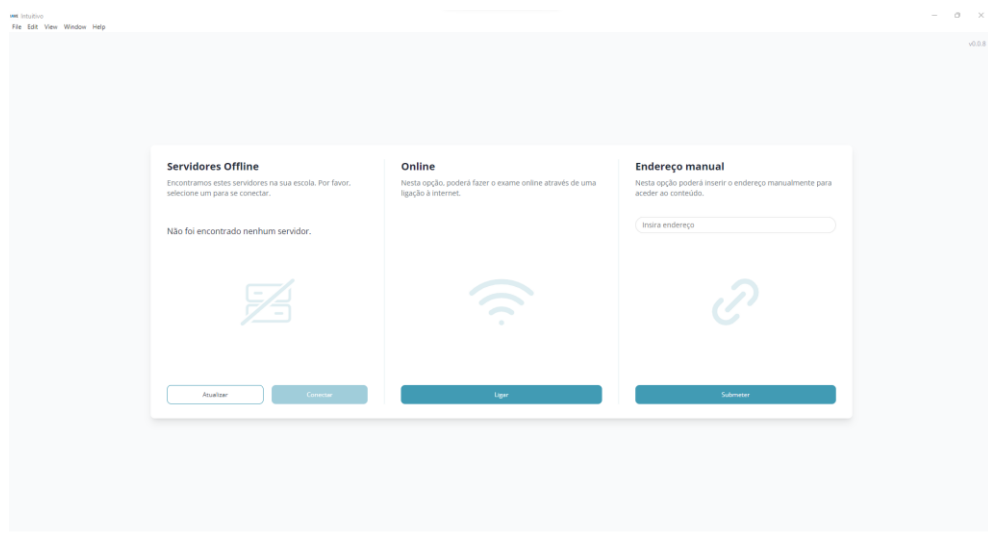 Intuitivo
File Edit View Window Help
v0.0.8
Servidores Offline
Encontramos estes servidores na sua escola. Por favor,
selecione um para se conectar.
Não foi encontrado nenhum servidor.
Atualizar
Conectar
Online
Nesta opção, poderá fazer o exame online através de uma
ligação à internet.
Ligar
Endereço manual
Nesta opção poderá inserir o endereço manualmente para
aceder ao conteúdo.
Insira endereço
Submeter